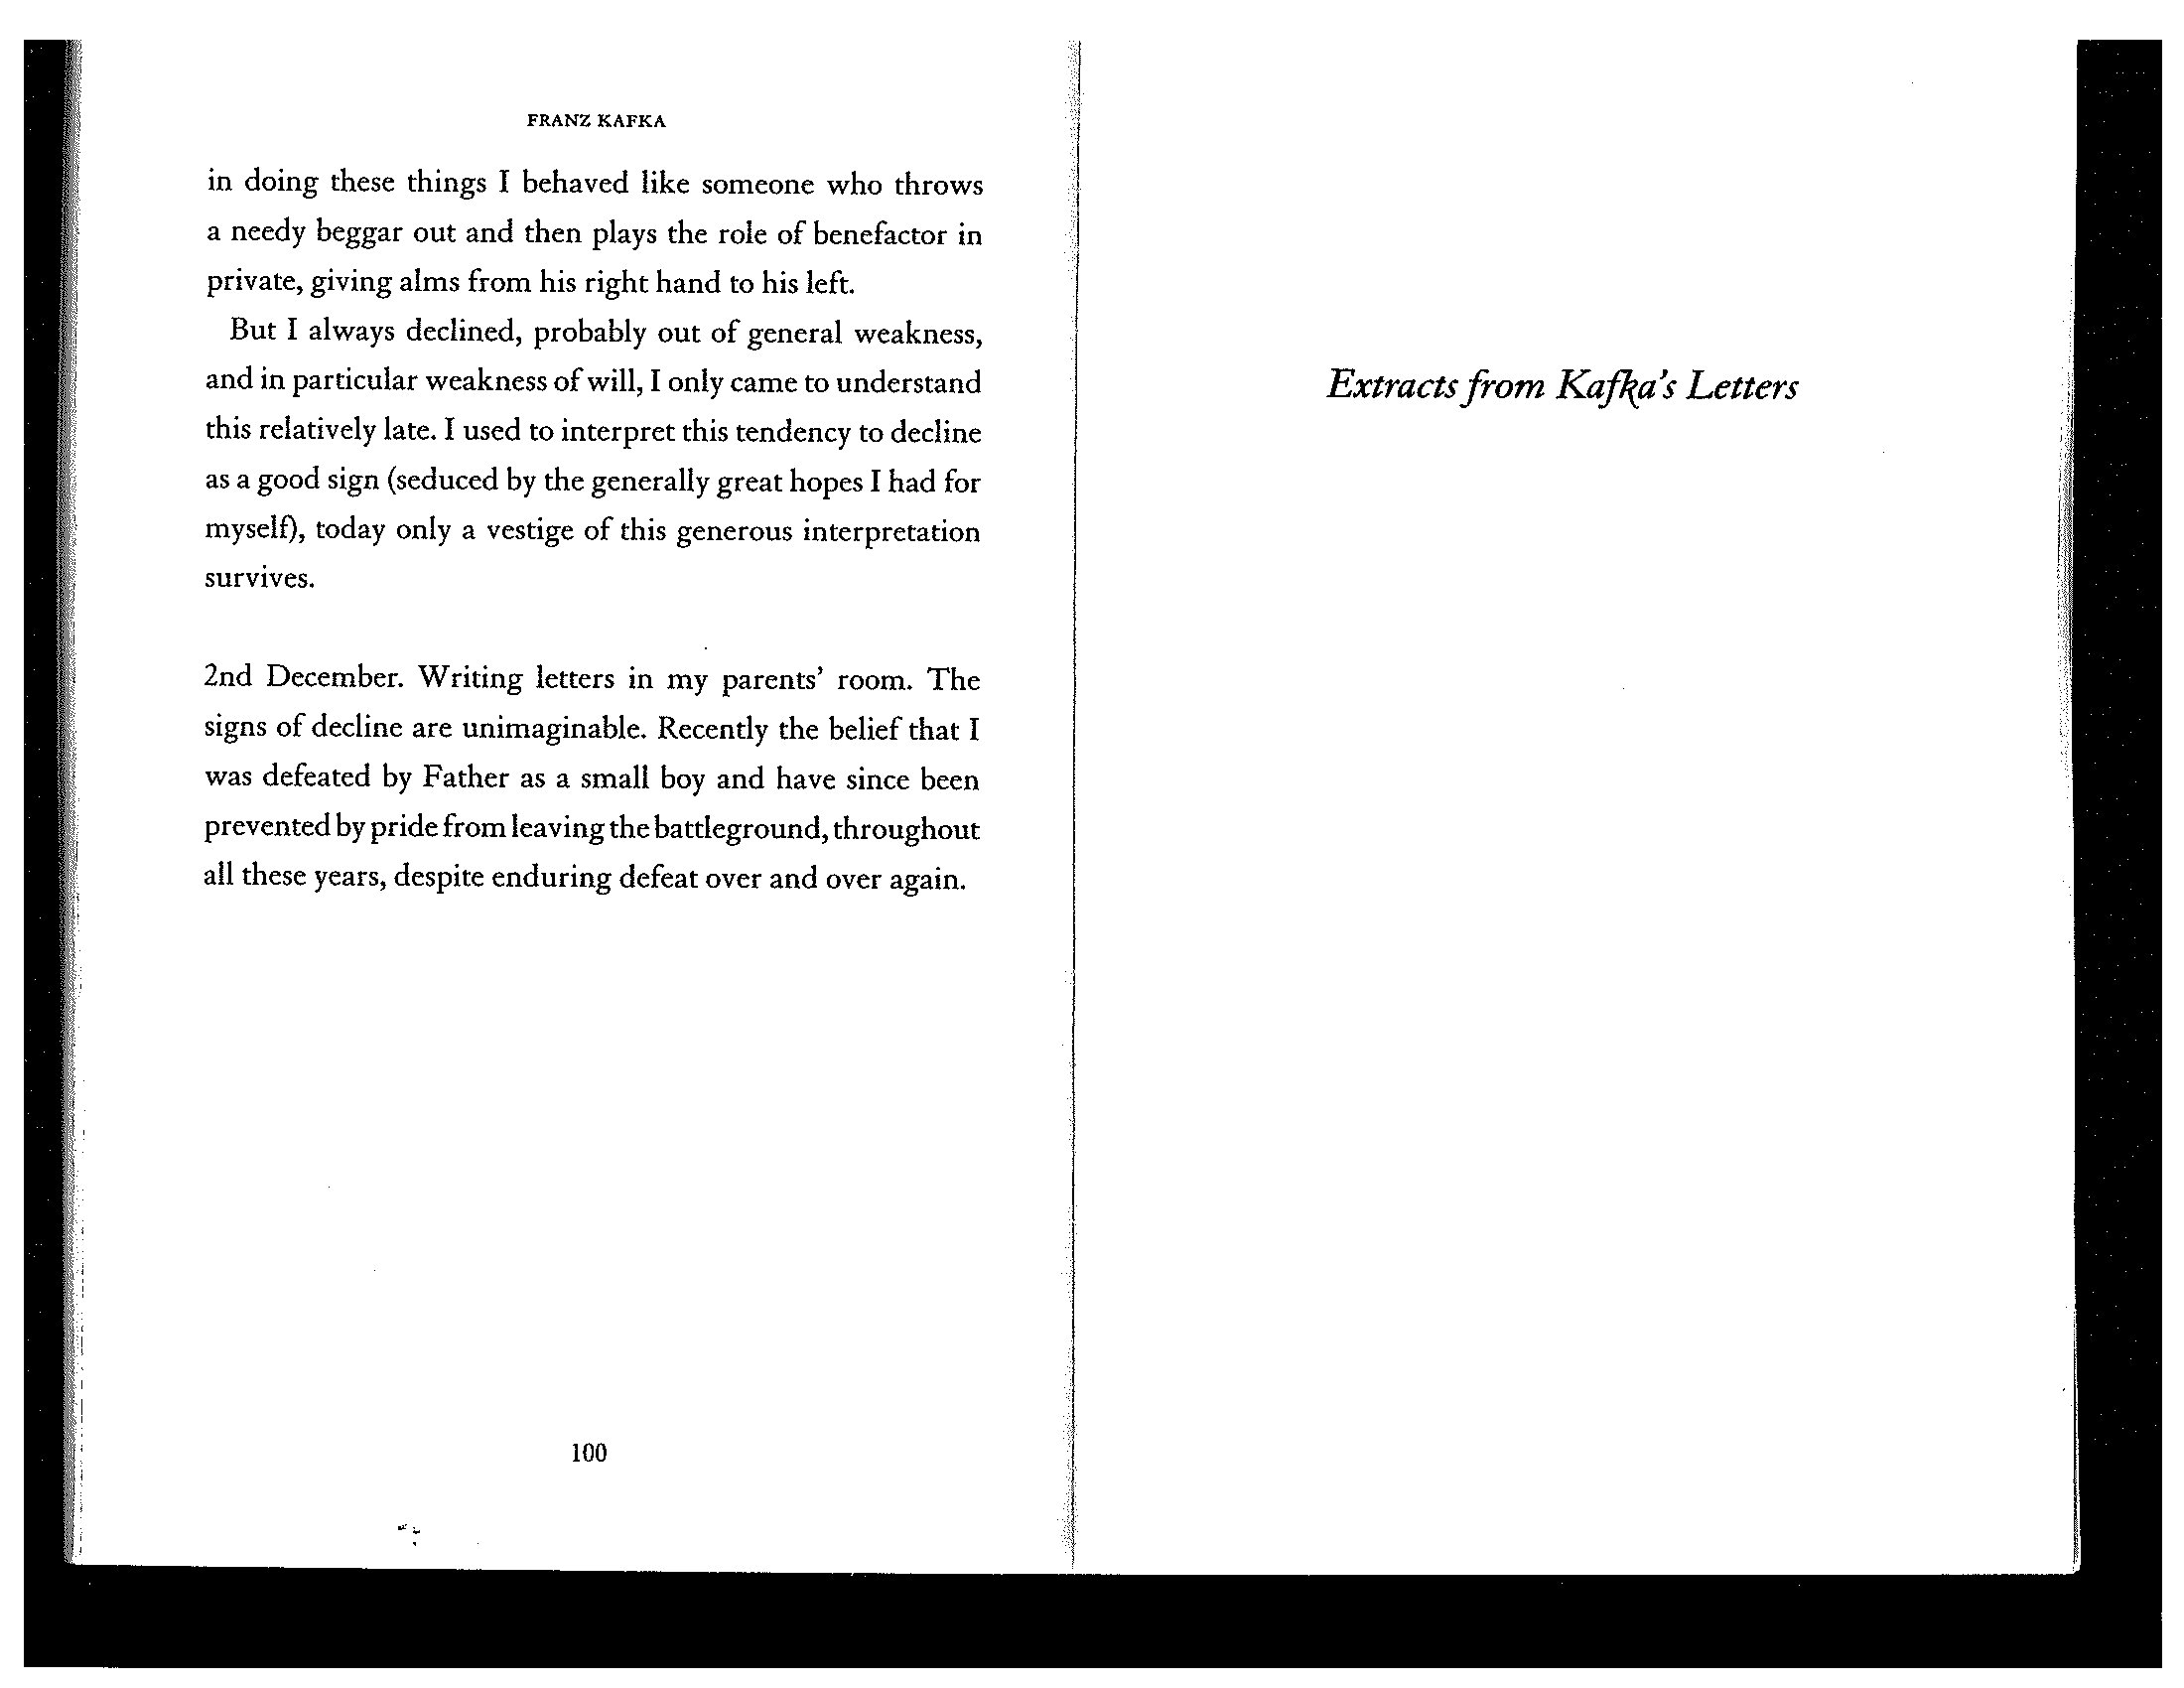 FRANZ KAFKA
in doing these things I behaved like someone who throws
a needy beggar out and then plays the role of benefactor in
private, giving alms from his right hand to his left.
But I always declined, probably out of general weakness,
and in particular weakness of will, I only came to understand
this relatively late. I used to interpret this tendency to decline
as a good sign (seduced by the generally great hopes I had for
myself), today only a vestige of this generous interpretation
survives.
2nd December. Writing letters in my parents’ room. The
signs of decline are unimaginable. Recently the belief that I
was defeated by Father as a small boy and have since been
prevented by pride from leaving the battleground, throughout
all these years, despite enduring defeat over and over again.
100
Extracts from Kafka’s Letters